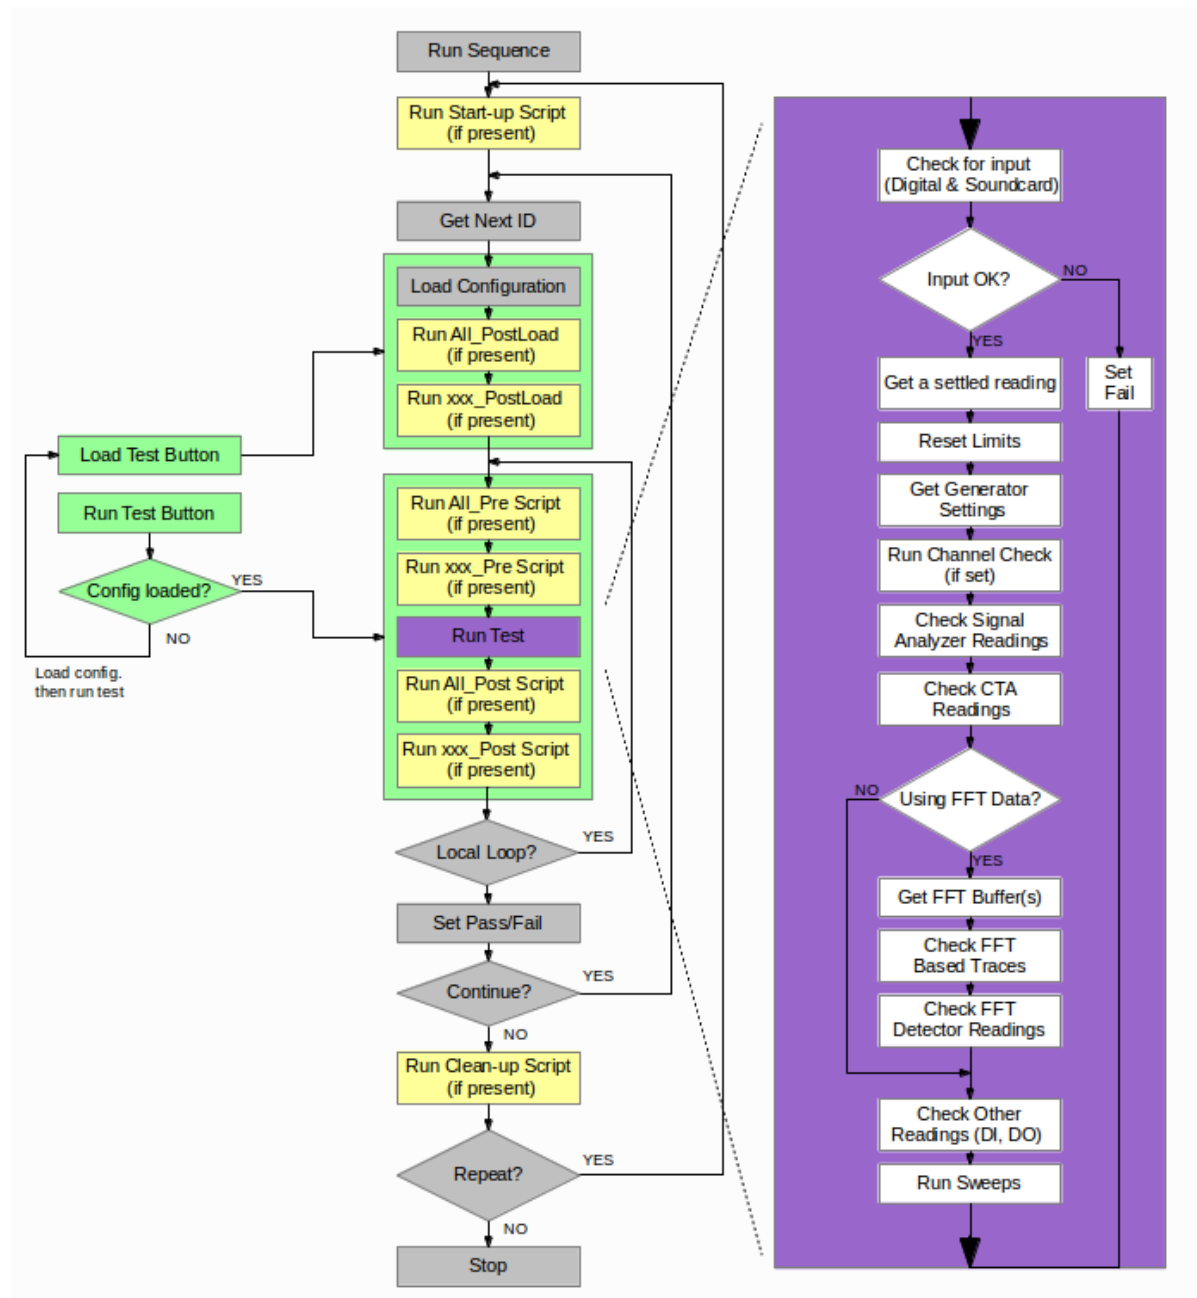 Run Sequence
Run Start-up Script
(if present)
Get Next ID
Load Configuration
Run All_PostLoad
(if present)
Run xxx_PostLoad
(if present)
Load Test Button
Run Test Button
Config loaded?
YES
NO
Load config.
then run test
Run All_Pre Script
(if present)
Run xxx_Pre Script
(if present)
Run Test
Run All_Post Script
(if present)
Run xxx_Post Script
(if present)
Local Loop?
YES
Set Pass/Fail
Continue?
YES
NO
Run Clean-up Script
(if present)
Repeat?
YES
NO
Stop
Check for input
(Digital & Soundcard)
Input OK?
NO
YES
Set
Fail
Get a settled reading
Reset Limits
Get Generator
Settings
Run Channel Check
(if set)
Check Signal
Analyzer Readings
Check CTA
Readings
Using FFT Data?
NO
YES
Get FFT Buffer(s)
Check FFT
Based Traces
Check FFT
Detector Readings
Check Other
Readings (DI, DO)
Run Sweeps